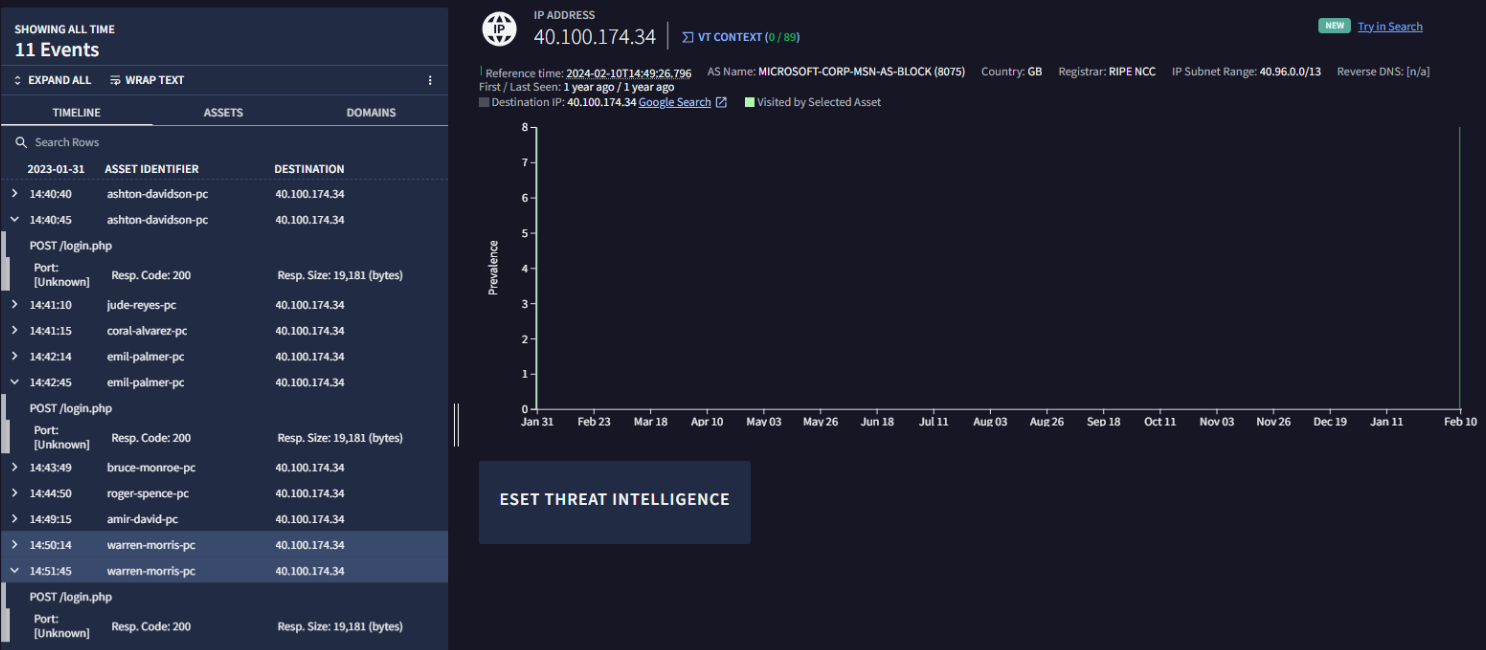 SHOWING ALL TIME
11 Events
EXPAND ALL WRAP TEXT
TIMELINE ASSETS DOMAINS
Search Rows
2023-01-31 ASSET IDENTIFIER DESTINATION
14:40:40 ashton-davidson-pc 40.100.174.34
14:40:45 ashton-davidson-pc 40.100.174.34
POST /login.php
Port: [Unknown] Resp. Code: 200 Resp. Size: 19,181 (bytes)
14:41:10 jude-reyes-pc 40.100.174.34
14:41:15 coral-alvarez-pc 40.100.174.34
14:42:14 emil-palmer-pc 40.100.174.34
14:42:45 emil-palmer-pc 40.100.174.34
POST /login.php
Port: [Unknown] Resp. Code: 200 Resp. Size: 19,181 (bytes)
14:43:49 bruce-monroe-pc 40.100.174.34
14:44:50 roger-spence-pc 40.100.174.34
14:49:15 amir-david-pc 40.100.174.34
14:50:14 warren-morris-pc 40.100.174.34
14:51:45 warren-morris-pc 40.100.174.34
POST /login.php
Port: [Unknown] Resp. Code: 200 Resp. Size: 19,181 (bytes)
IP
IP ADDRESS
40.100.174.34 VT CONTEXT (0 / 89)
NEW Try in Search
Reference time: 2024-02-10T14:49:26.796 AS Name: MICROSOFT-CORP-MSN-AS-BLOCK (8075) Country: GB Registrar: RIPE NCC IP Subnet Range: 40.96.0.0/13 Reverse DNS: [n/a]
First / Last Seen: 1 year ago / 1 year ago
Destination IP: 40.100.174.34 Google Search Visited by Selected Asset
8
7
6
5
4
3
2
1
0
Prevalence
Jan 31 Feb 23 Mar 18 Apr 10 May 03 May 26 Jun 18 Jul 11 Aug 03 Aug 26 Sep 18 Oct 11 Nov 03 Nov 26 Dec 19 Jan 11 Feb 10
ESET THREAT INTELLIGENCE